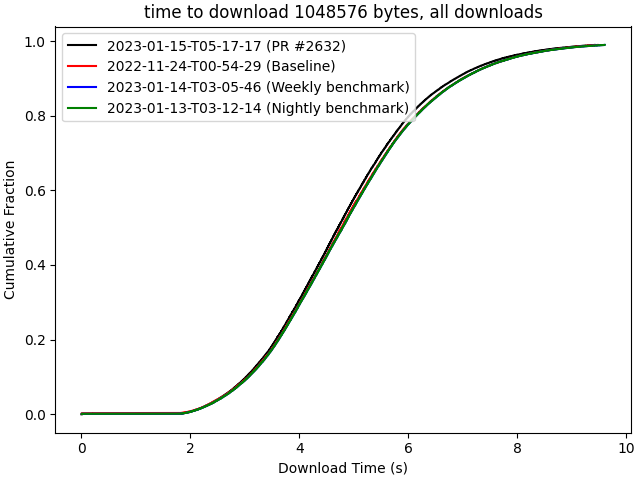 time to download 1048576 bytes, all downloads
2023-01-15-T05-17-17 (PR #2632)
2022-11-24-T00-54-29 (Baseline)
2023-01-14-T03-05-46 (Weekly benchmark)
2023-01-13-T03-12-14 (Nightly benchmark)
Cumulative Fraction
1.0
0.8
0.6
0.4
0.2
0.0
0 2 4 6 8 10
Download Time (s)